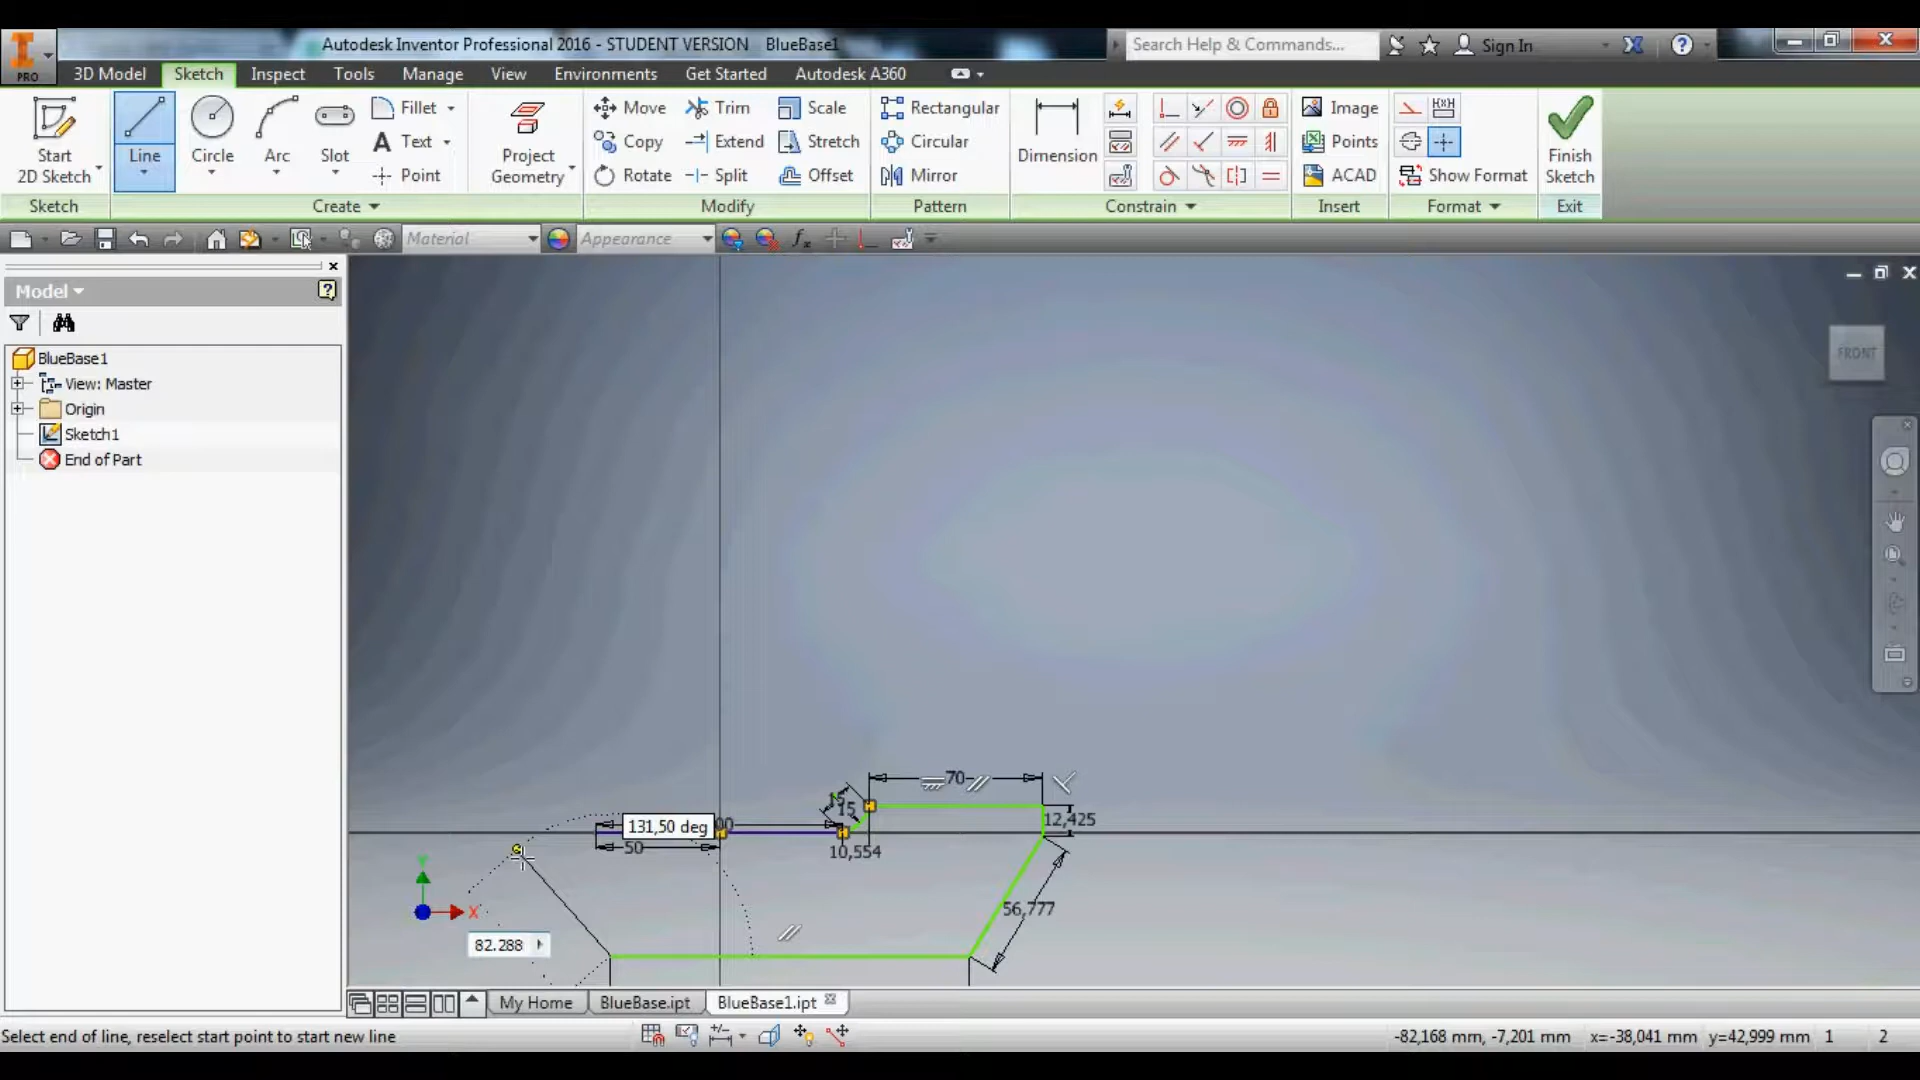 Autodesk Inventor Professional 2016 - STUDENT VERSION BlueBase1
Search Help & Commands...
Sign In
PRO
3D Model Sketch Inspect Tools Manage View Environments Get Started Autodesk A360
Start 2D Sketch
Line
Circle
Arc
Slot
Fillet
Text
Point
Project Geometry
Move
Copy
Rotate
Trim
Extend
Split
Scale
Stretch
Offset
Rectangular
Circular
Mirror
Dimension
Image
Points
ACAD
Show Format
Finish Sketch
Sketch Create Modify Pattern Constrain Insert Format Exit
Material
Appearance
fx
Model
BlueBase1
View: Master
Origin
Sketch1
End of Part
FRONT
70
15
15
12,425
131,50 deg
50
10,554
56,777
Y
X
82.288
My Home BlueBase.ipt BlueBase1.ipt
Select end of line, reselect start point to start new line
-82,168 mm, -7,201 mm x=-38,041 mm y=42,999 mm 1 2